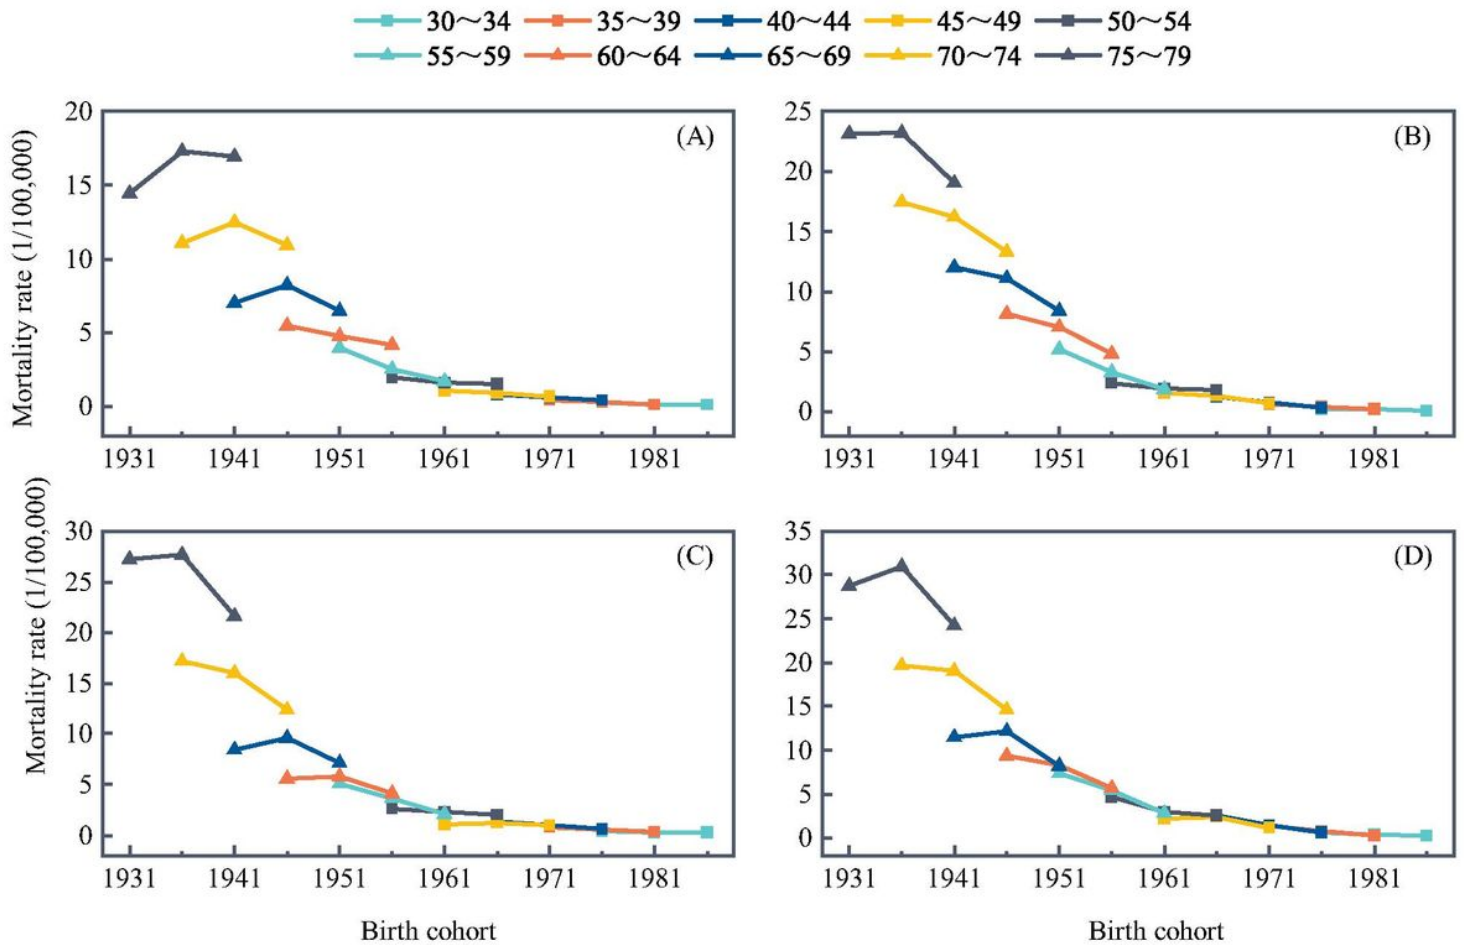 30～34 35～39 40～44 45～49 50～54
55～59 60～64 65～69 70～74 75～79
Mortality rate (1/100,000)
20
15
10
5
0
(A)
1931 1941 1951 1961 1971 1981
25
20
15
10
5
0
(B)
1931 1941 1951 1961 1971 1981
Mortality rate (1/100,000)
30
25
20
15
10
5
0
(C)
1931 1941 1951 1961 1971 1981
Birth cohort
35
30
25
20
15
10
5
0
(D)
1931 1941 1951 1961 1971 1981
Birth cohort